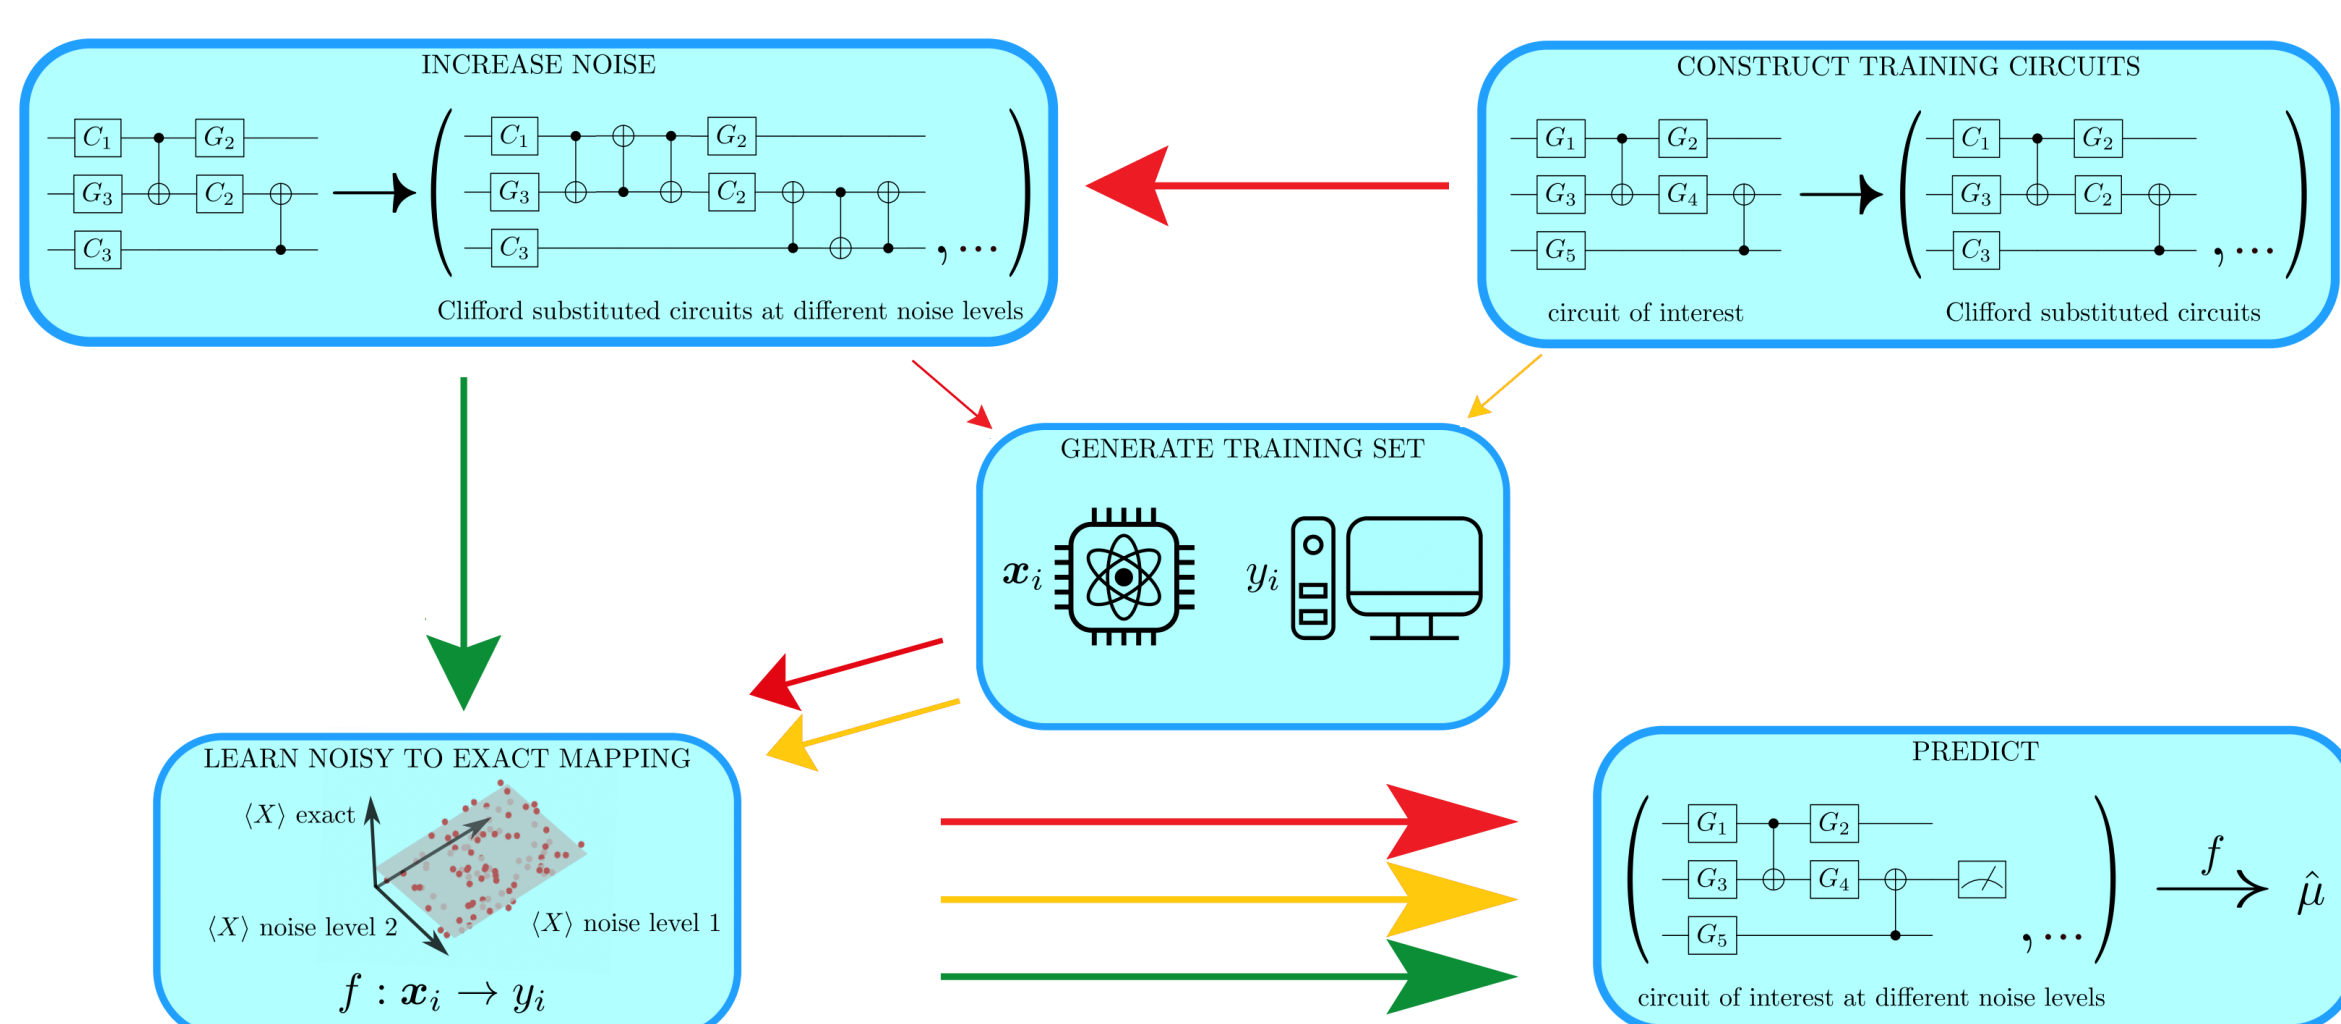 INCREASE NOISE
C₁ G₂
G₃ C₂
C₃
C₁ G₂
G₃ C₂
C₃ , ...
Clifford substituted circuits at different noise levels
CONSTRUCT TRAINING CIRCUITS
G₁ G₂
G₃ G₄
G₅
circuit of interest
C₁ G₂
G₃ C₂
C₃ , ...
Clifford substituted circuits
GENERATE TRAINING SET
𝒙ᵢ yᵢ
LEARN NOISY TO EXACT MAPPING
⟨X⟩ exact
⟨X⟩ noise level 2
⟨X⟩ noise level 1
f : 𝒙ᵢ → yᵢ
PREDICT
G₁ G₂
G₃ G₄
G₅ , ...
f
μ̂
circuit of interest at different noise levels